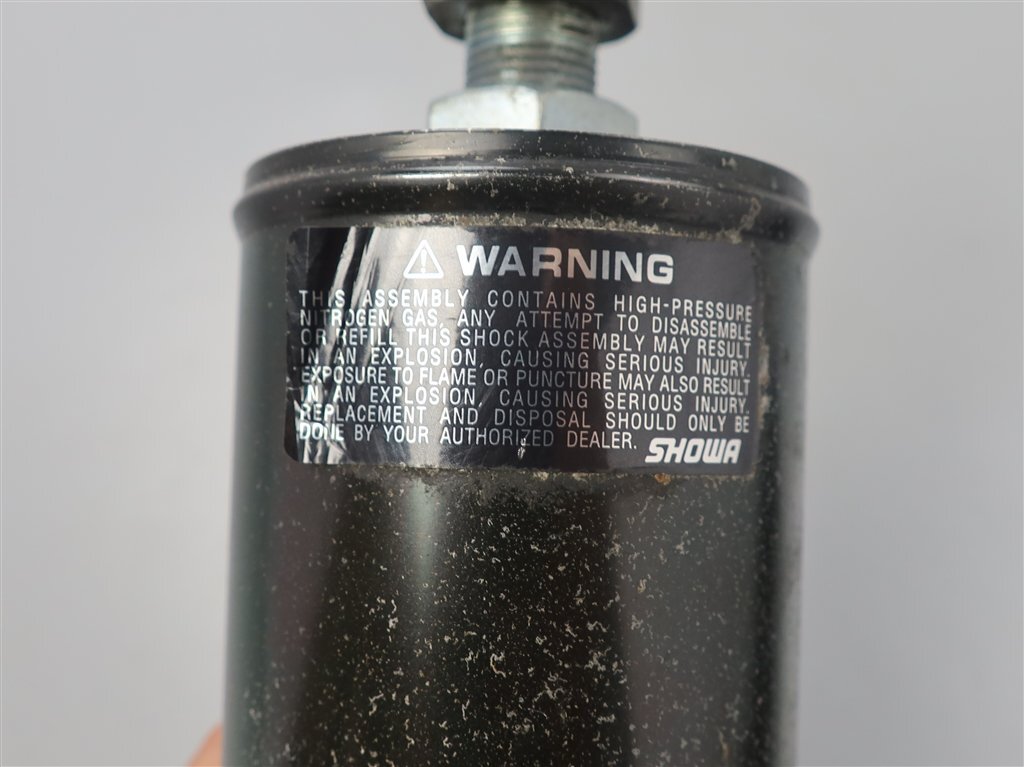 WARNING
THIS ASSEMBLY CONTAINS HIGH-PRESSURE
NITROGEN GAS, ANY ATTEMPT TO DISASSEMBLE
OR REFILL THIS SHOCK ASSEMBLY MAY RESULT
IN AN EXPLOSION, CAUSING SERIOUS INJURY.
EXPOSURE TO FLAME OR PUNCTURE MAY ALSO RESULT
IN AN EXPLOSION, CAUSING SERIOUS INJURY.
REPLACEMENT AND DISPOSAL SHOULD ONLY BE
DONE BY YOUR AUTHORIZED DEALER.
SHOWA